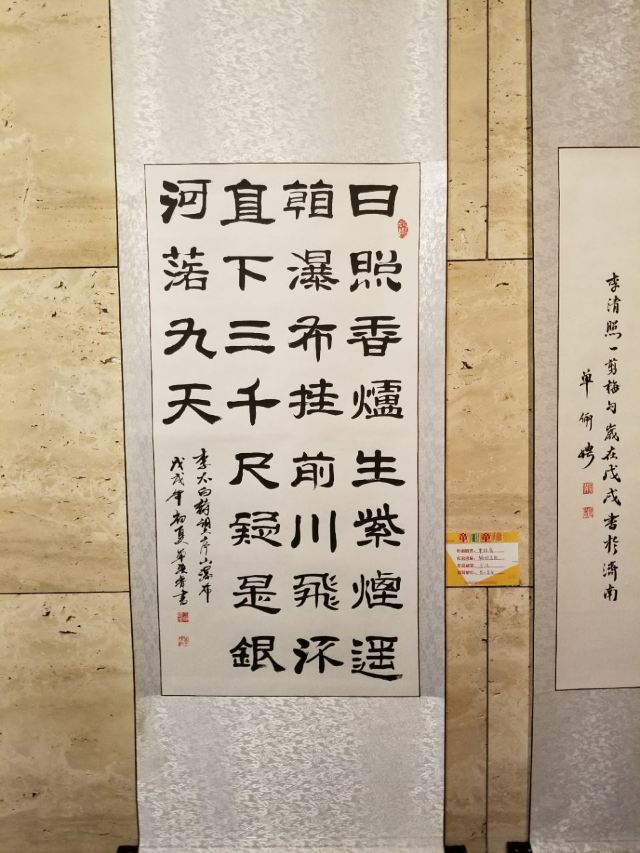 日照香爐生紫煙遥
看瀑布挂前川飛流
直下三千尺疑是銀
河落九天
李太白詩望廬山瀑布
戊戌年初夏書
李清照一剪梅句歲在戊戌書於濟南
單